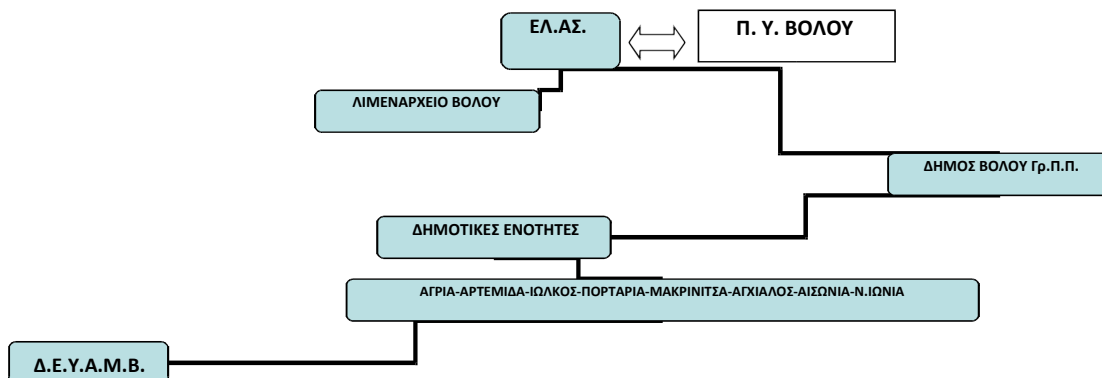 ΕΛ.ΑΣ.
Π. Υ. ΒΟΛΟΥ
ΛΙΜΕΝΑΡΧΕΙΟ ΒΟΛΟΥ
ΔΗΜΟΣ ΒΟΛΟΥ Γρ.Π.Π.
ΔΗΜΟΤΙΚΕΣ ΕΝΟΤΗΤΕΣ
ΑΓΡΙΑ-ΑΡΤΕΜΙΔΑ-ΙΩΛΚΟΣ-ΠΟΡΤΑΡΙΑ-ΜΑΚΡΙΝΙΤΣΑ-ΑΓΧΙΑΛΟΣ-ΑΙΣΩΝΙΑ-Ν.ΙΩΝΙΑ
Δ.Ε.Υ.Α.Μ.Β.